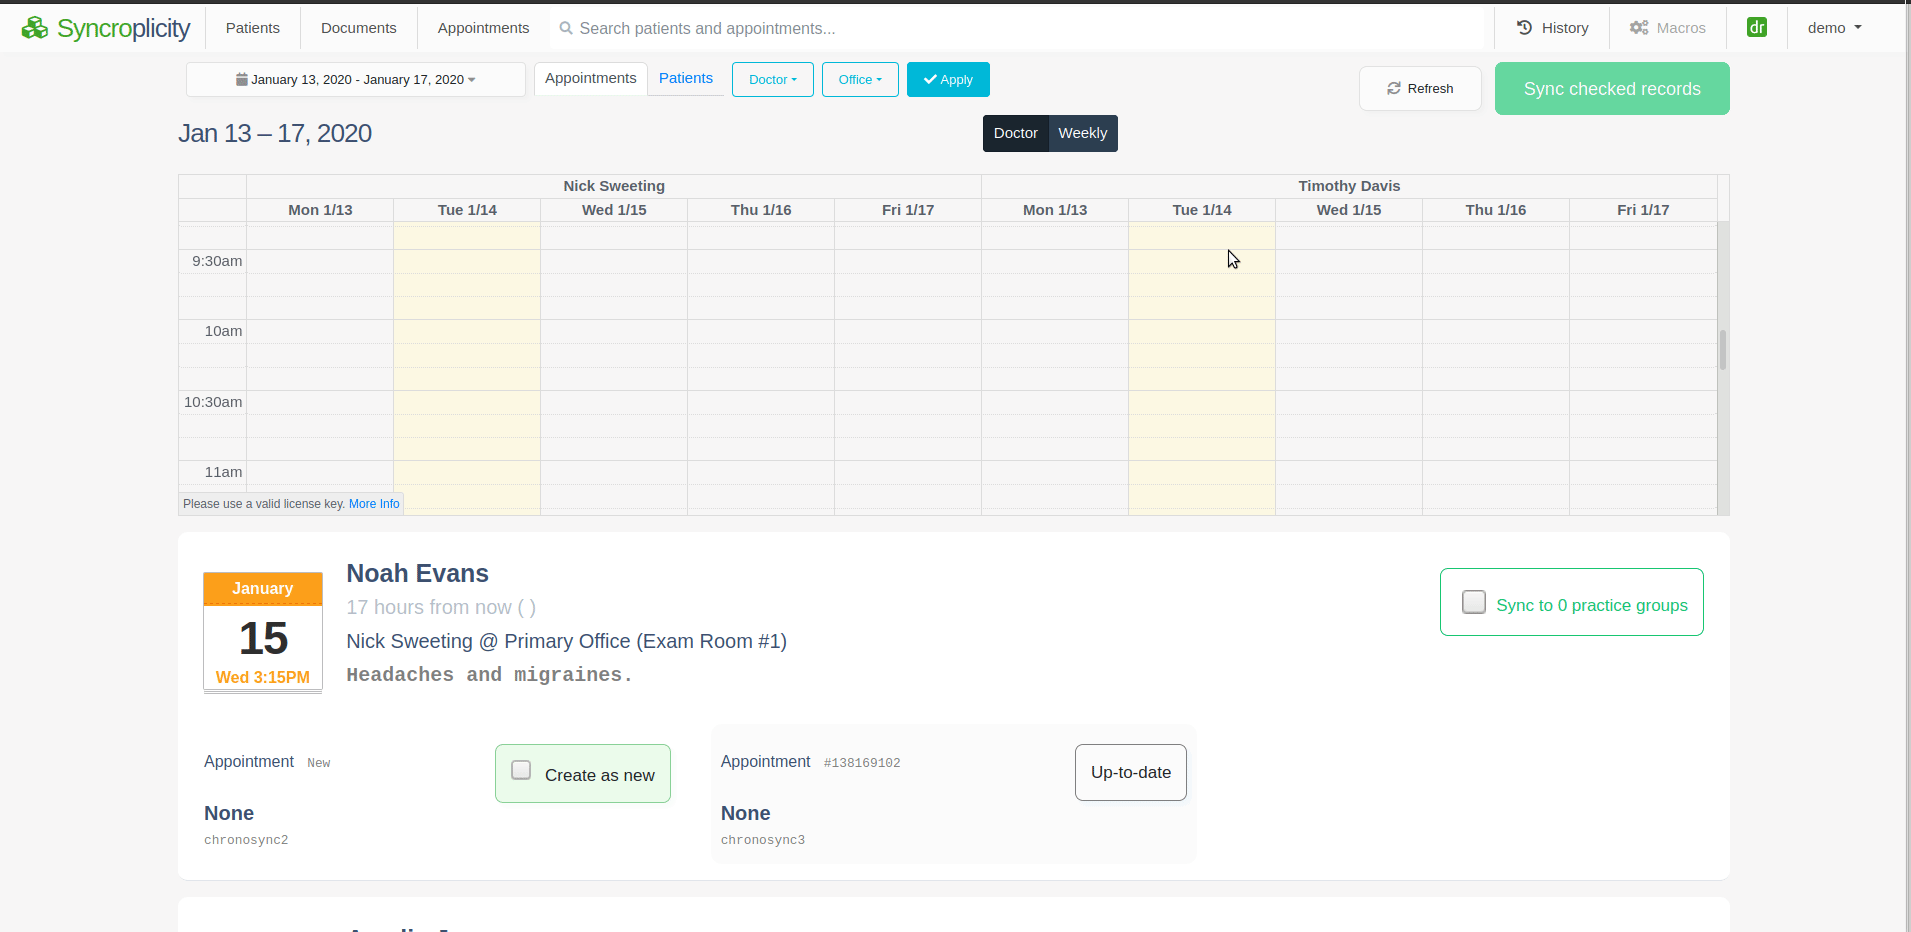 Syncroplicity Patients Documents Appointments Search patients and appointments... History Macros dr demo
January 13, 2020 - January 17, 2020 Appointments Patients Doctor Office Apply Refresh Sync checked records
Jan 13 – 17, 2020 Doctor Weekly
Nick Sweeting Timothy Davis
Mon 1/13 Tue 1/14 Wed 1/15 Thu 1/16 Fri 1/17 Mon 1/13 Tue 1/14 Wed 1/15 Thu 1/16 Fri 1/17
9:30am
10am
10:30am
11am
Please use a valid license key. More Info
January
15
Wed 3:15PM
Noah Evans
17 hours from now ( )
Nick Sweeting @ Primary Office (Exam Room #1)
Headaches and migraines.
Sync to 0 practice groups
Appointment New
Create as new
None
chronosync2
Appointment #138169102
Up-to-date
None
chronosync3